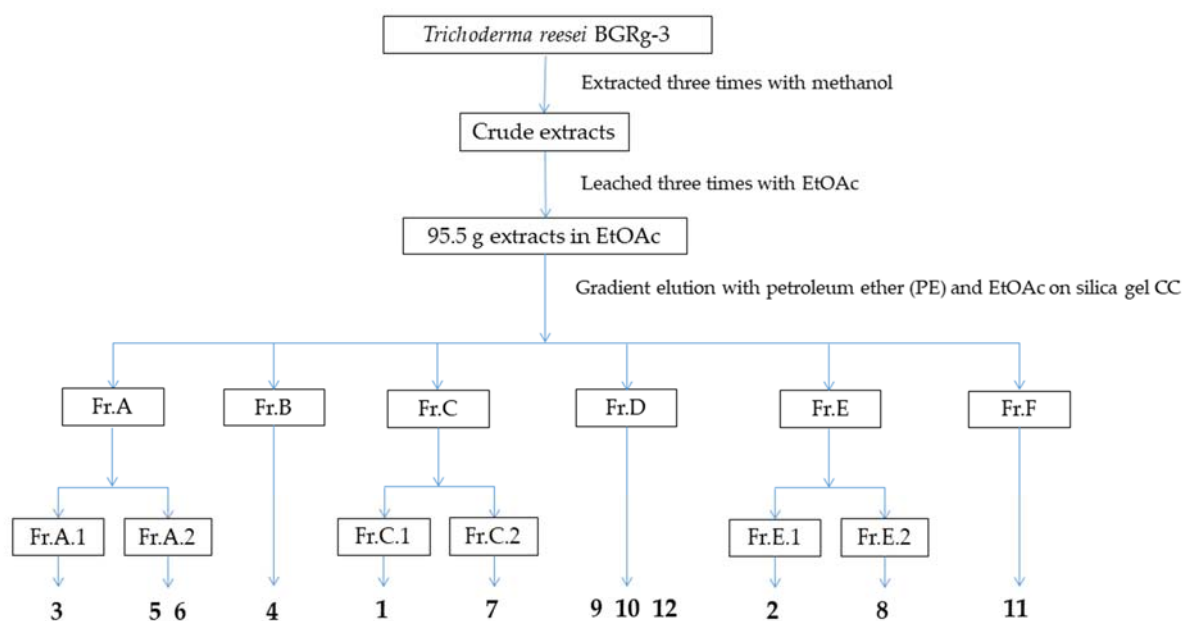 Trichoderma reesei BGRg-3
Extracted three times with methanol
Crude extracts
Leached three times with EtOAc
95.5 g extracts in EtOAc
Gradient elution with petroleum ether (PE) and EtOAc on silica gel CC
Fr.A Fr.B Fr.C Fr.D Fr.E Fr.F
Fr.A.1 Fr.A.2 Fr.C.1 Fr.C.2 Fr.E.1 Fr.E.2
3 5 6 4 1 7 9 10 12 2 8 11